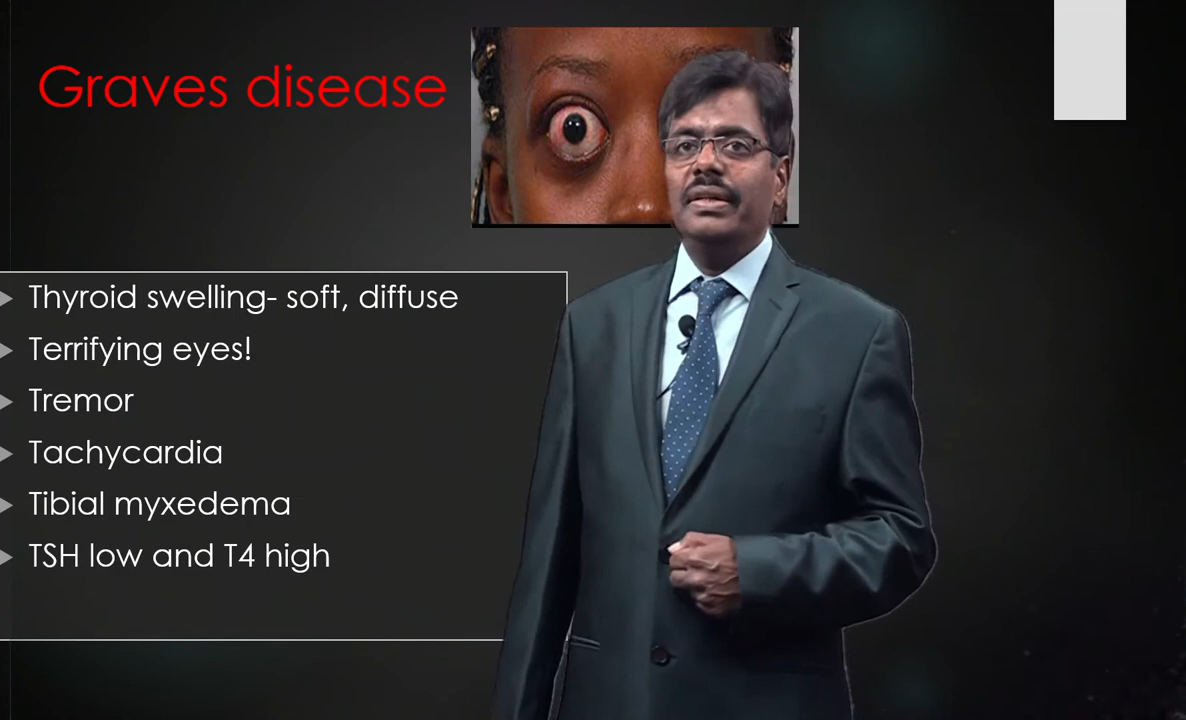 Graves disease
Thyroid swelling- soft, diffuse
Terrifying eyes!
Tremor
Tachycardia
Tibial myxedema
TSH low and T4 high